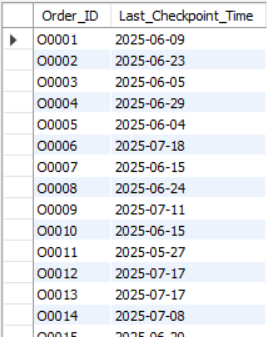 Order_ID Last_Checkpoint_Time
O0001 2025-06-09
O0002 2025-06-23
O0003 2025-06-05
O0004 2025-06-29
O0005 2025-06-04
O0006 2025-07-18
O0007 2025-06-15
O0008 2025-06-24
O0009 2025-07-11
O0010 2025-06-15
O0011 2025-05-27
O0012 2025-07-17
O0013 2025-07-17
O0014 2025-07-08